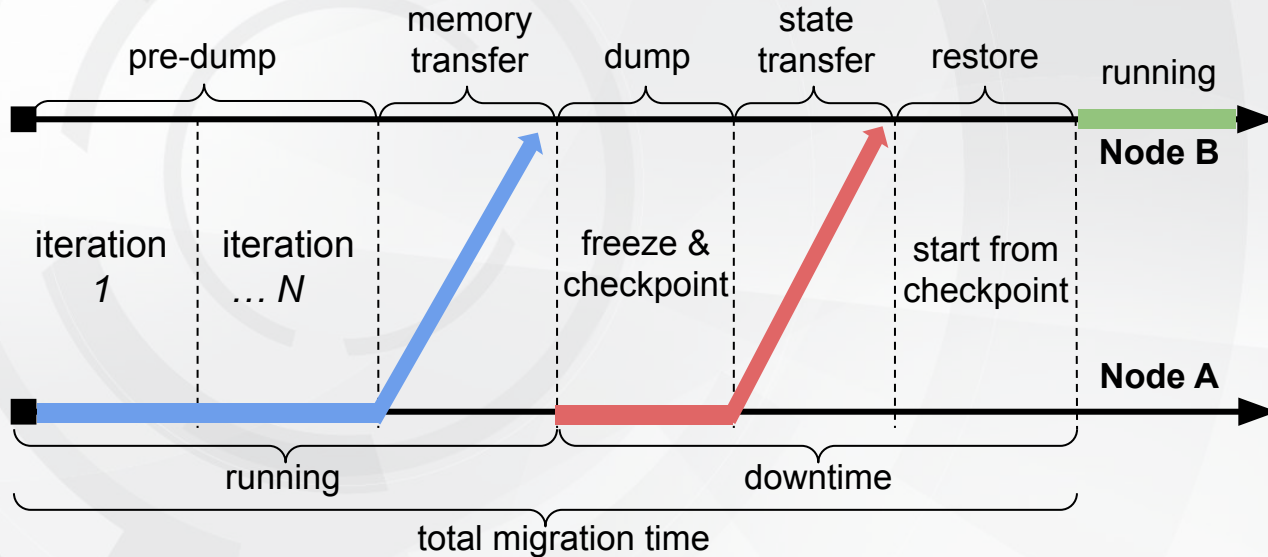 pre-dump
memory
transfer
dump
state
transfer
restore
running
Node B
iteration
1
iteration
... N
freeze &
checkpoint
start from
checkpoint
Node A
running
downtime
total migration time